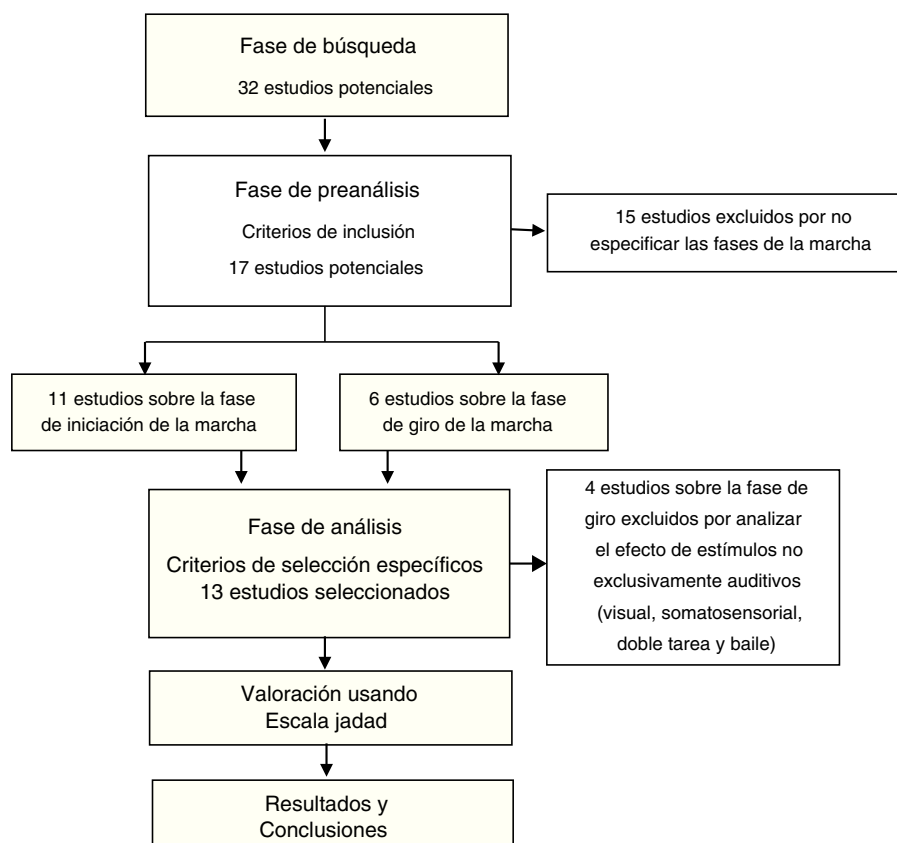 Fase de búsqueda
32 estudios potenciales
Fase de preanálisis
Criterios de inclusión
17 estudios potenciales
15 estudios excluidos por no
especificar las fases de la marcha
11 estudios sobre la fase
de iniciación de la marcha
6 estudios sobre la fase
de giro de la marcha
Fase de análisis
Criterios de selección específicos
13 estudios seleccionados
4 estudios sobre la fase de
giro excluidos por analizar
el efecto de estímulos no
exclusivamente auditivos
(visual, somatosensorial,
doble tarea y baile)
Valoración usando
Escala jadad
Resultados y
Conclusiones